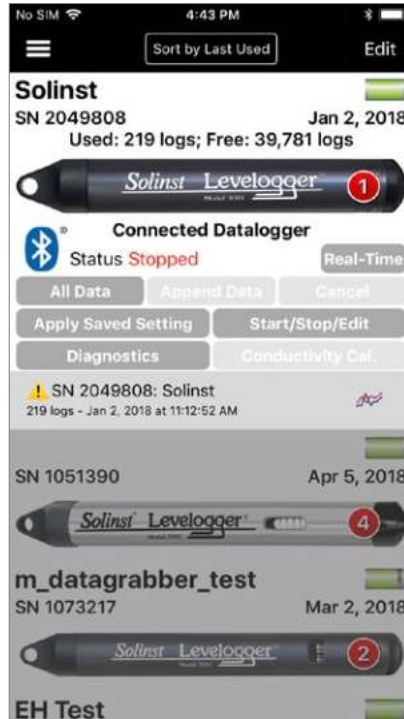 No SIM 4:43 PM
Sort by Last Used Edit
Solinst
SN 2049808 Jan 2, 2018
Used: 219 logs; Free: 39,781 logs
Solinst Levelogger 1
Connected Datalogger
Status Stopped Real-Time
All Data Append Data Cancel
Apply Saved Setting Start/Stop/Edit
Diagnostics Conductivity Cal.
SN 2049808: Solinst
219 logs - Jan 2, 2018 at 11:12:52 AM
SN 1051390 Apr 5, 2018
Solinst Levelogger 4
m_datagrabber_test
SN 1073217 Mar 2, 2018
Solinst Levelogger 2
EH Test